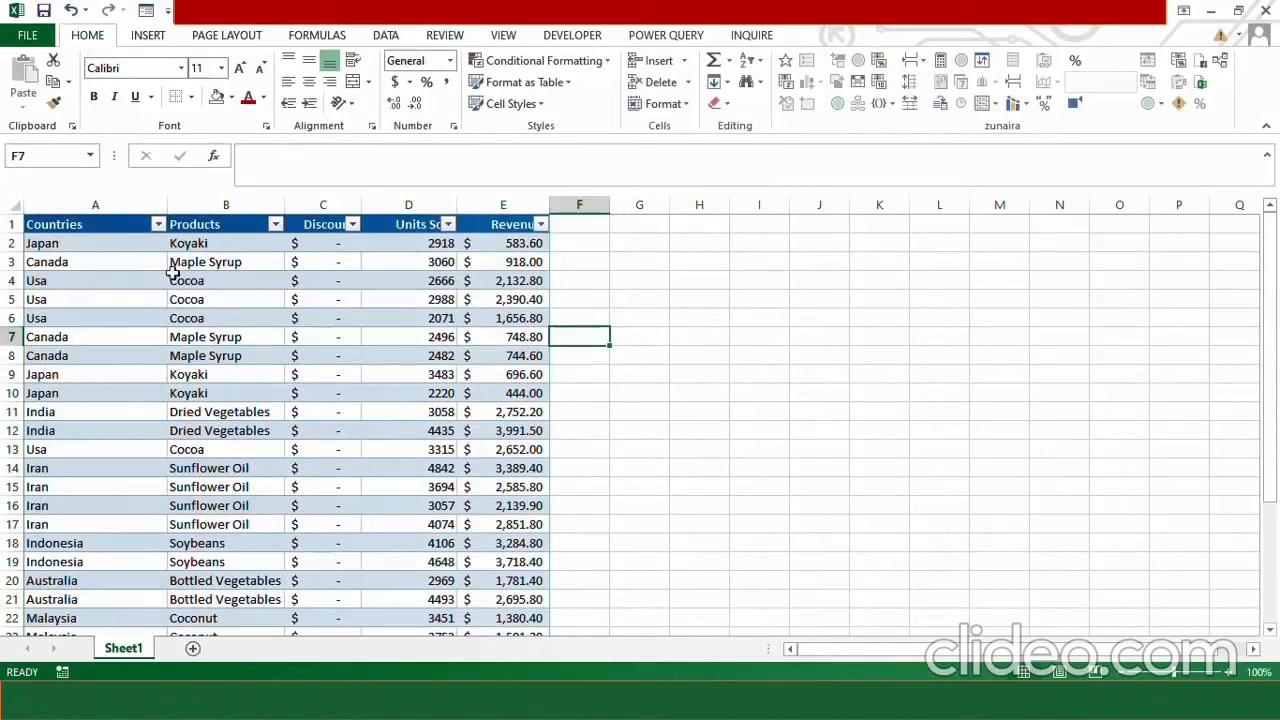 FILE HOME INSERT PAGE LAYOUT FORMULAS DATA REVIEW VIEW DEVELOPER POWER QUERY INQUIRE
Calibri 11 General Conditional Formatting Insert
Paste Format as Table Delete
B I U $ % , Cell Styles Format
Clipboard Font Alignment Number Styles Cells Editing zunaira
F7
A B C D E F G H I J K L M N O P Q
1 Countries Products Discou Units So Revenu
2 Japan Koyaki $ - 2918 $ 583.60
3 Canada Maple Syrup $ - 3060 $ 918.00
4 Usa Cocoa $ - 2666 $ 2,132.80
5 Usa Cocoa $ - 2988 $ 2,390.40
6 Usa Cocoa $ - 2071 $ 1,656.80
7 Canada Maple Syrup $ - 2496 $ 748.80
8 Canada Maple Syrup $ - 2482 $ 744.60
9 Japan Koyaki $ - 3483 $ 696.60
10 Japan Koyaki $ - 2220 $ 444.00
11 India Dried Vegetables $ - 3058 $ 2,752.20
12 India Dried Vegetables $ - 4435 $ 3,991.50
13 Usa Cocoa $ - 3315 $ 2,652.00
14 Iran Sunflower Oil $ - 4842 $ 3,389.40
15 Iran Sunflower Oil $ - 3694 $ 2,585.80
16 Iran Sunflower Oil $ - 3057 $ 2,139.90
17 Iran Sunflower Oil $ - 4074 $ 2,851.80
18 Indonesia Soybeans $ - 4106 $ 3,284.80
19 Indonesia Soybeans $ - 4648 $ 3,718.40
20 Australia Bottled Vegetables $ - 2969 $ 1,781.40
21 Australia Bottled Vegetables $ - 4493 $ 2,695.80
22 Malaysia Coconut $ - 3451 $ 1,380.40
Sheet1
clideo.com
READY 100%